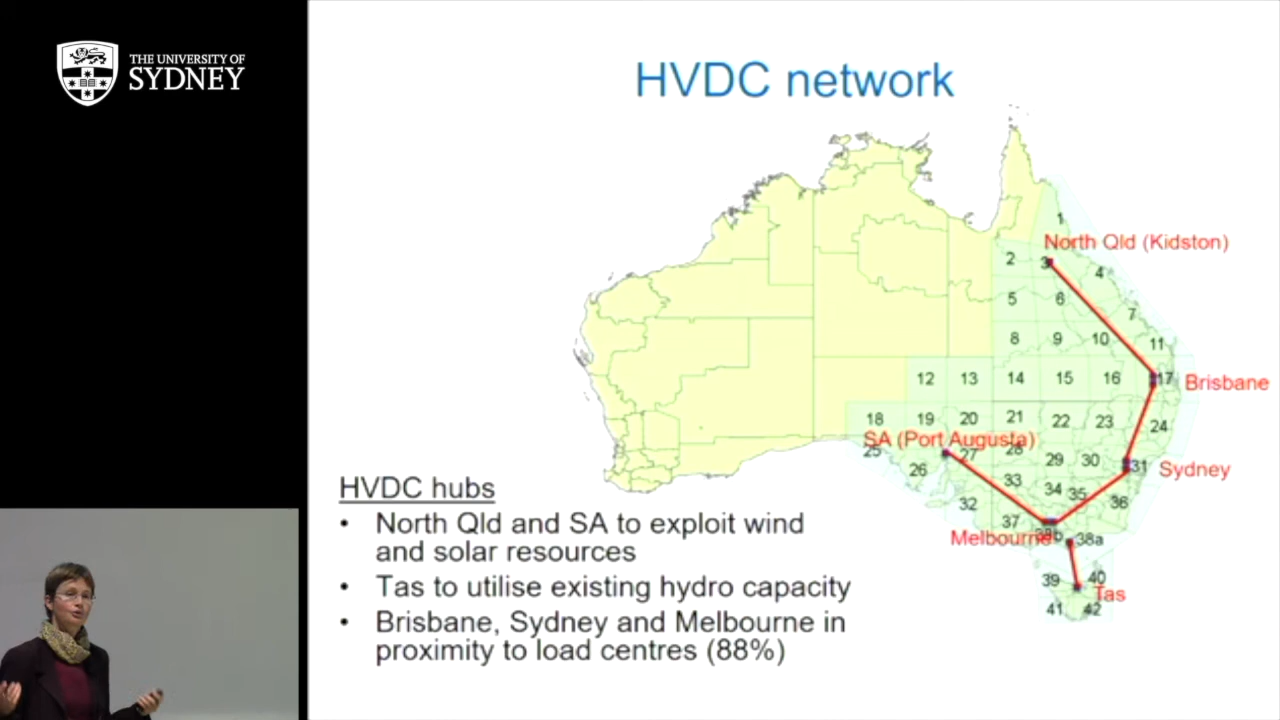 THE UNIVERSITY OF
SYDNEY
HVDC network
1
North Qld (Kidston)
2
3
4
5
6
7
8
9
10
11
12
13
14
15
16
17
Brisbane
18
19
20
21
22
23
24
SA (Port Augusta)
25
26
27
28
29
30
31
Sydney
32
33
34
35
36
37
Melbourne
38b
38a
39
40
Tas
41
42
HVDC hubs
• North Qld and SA to exploit wind
and solar resources
• Tas to utilise existing hydro capacity
• Brisbane, Sydney and Melbourne in
proximity to load centres (88%)